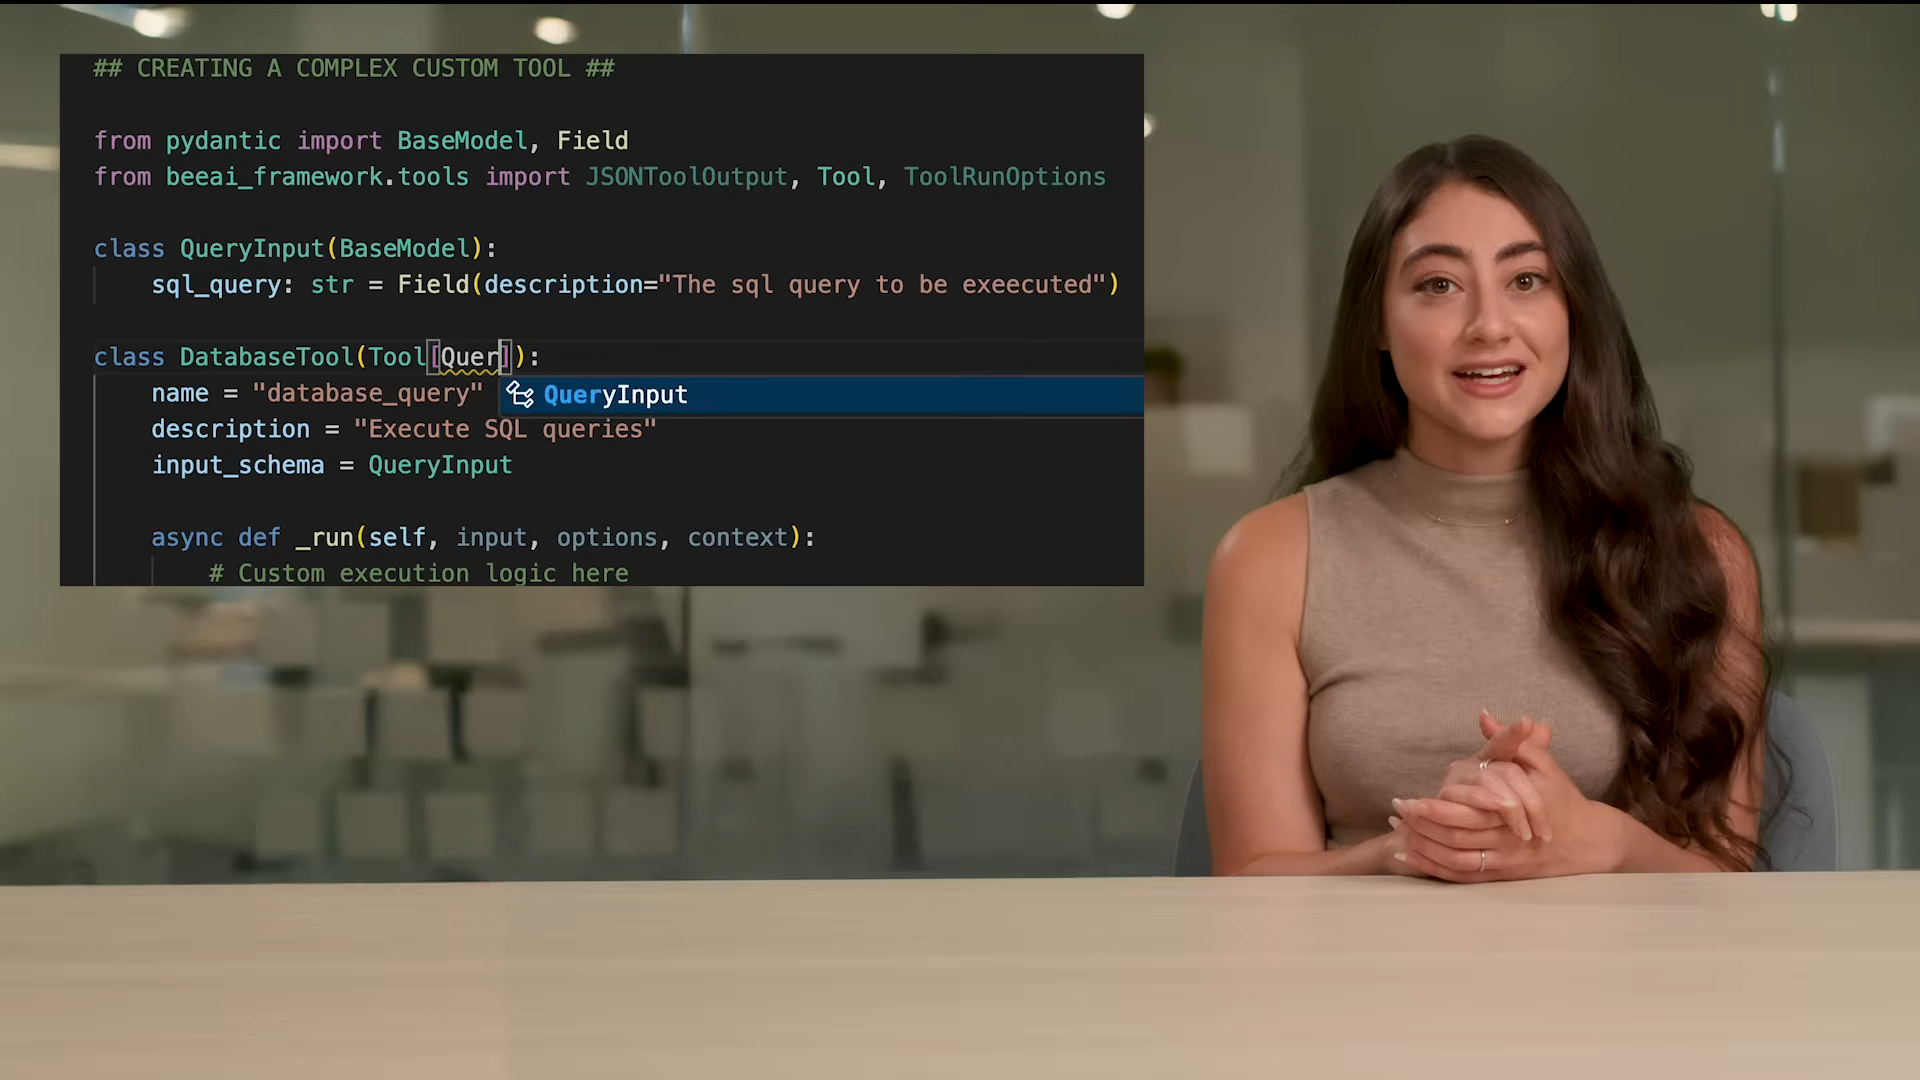 ## CREATING A COMPLEX CUSTOM TOOL ##
from pydantic import BaseModel, Field
from beeai_framework.tools import JSONToolOutput, Tool, ToolRunOptions
class QueryInput(BaseModel):
sql_query: str = Field(description="The sql query to be exeecuted")
class DatabaseTool(Tool[Quer]):
name = "database_query"
QueryInput
description = "Execute SQL queries"
input_schema = QueryInput
async def _run(self, input, options, context):
# Custom execution logic here